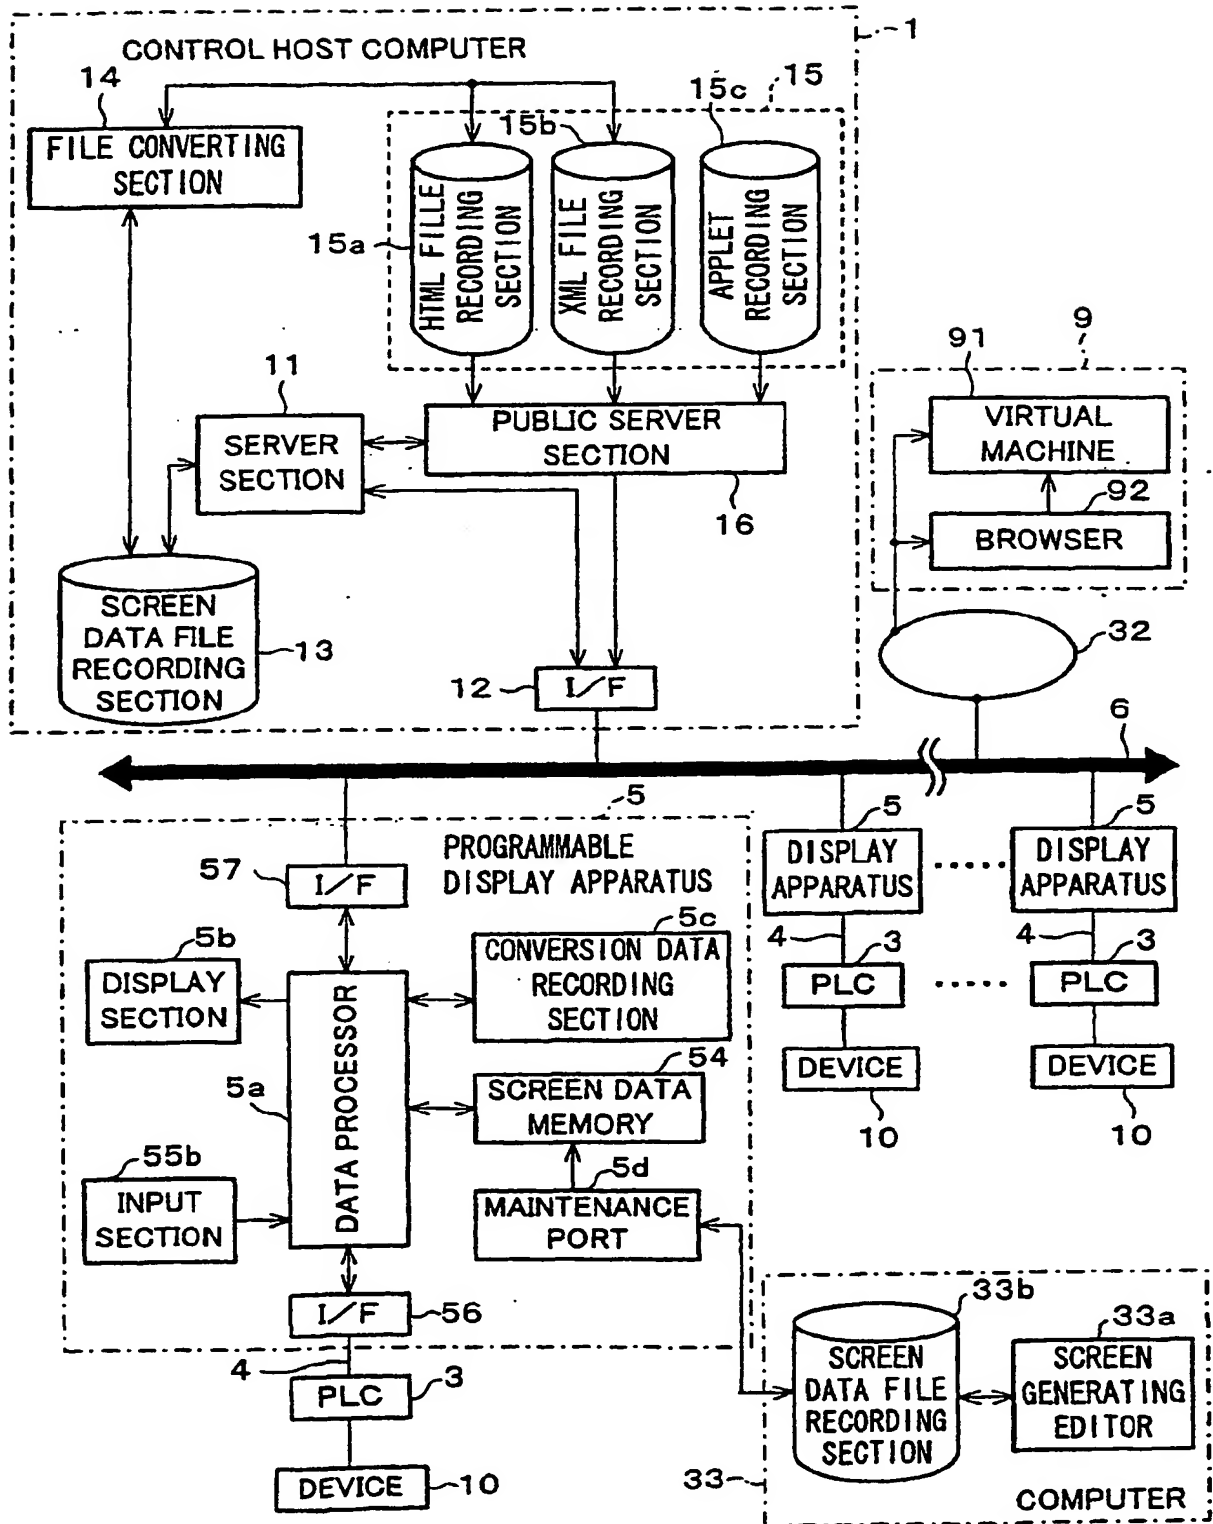 1
CONTROL HOST COMPUTER
14
FILE CONVERTING
SECTION
15
15c
15b
15a
HTML FILLE
RECORDING
SECTION
XML FILE
RECORDING
SECTION
APPLET
RECORDING
SECTION
11
SERVER
SECTION
PUBLIC SERVER
SECTION
16
SCREEN
DATA FILE
RECORDING
SECTION
13
12
I/F
9
91
VIRTUAL
MACHINE
92
BROWSER
32
6
5
PROGRAMMABLE
DISPLAY APPARATUS
57
I/F
5b
DISPLAY
SECTION
5c
CONVERSION DATA
RECORDING
SECTION
5a
DATA PROCESSOR
54
SCREEN DATA
MEMORY
55b
INPUT
SECTION
5d
MAINTENANCE
PORT
I/F
56
4
PLC
3
DEVICE
10
5
DISPLAY
APPARATUS
4
3
PLC
DEVICE
10
5
DISPLAY
APPARATUS
4
3
PLC
DEVICE
10
33b
SCREEN
DATA FILE
RECORDING
SECTION
33a
SCREEN
GENERATING
EDITOR
33
COMPUTER